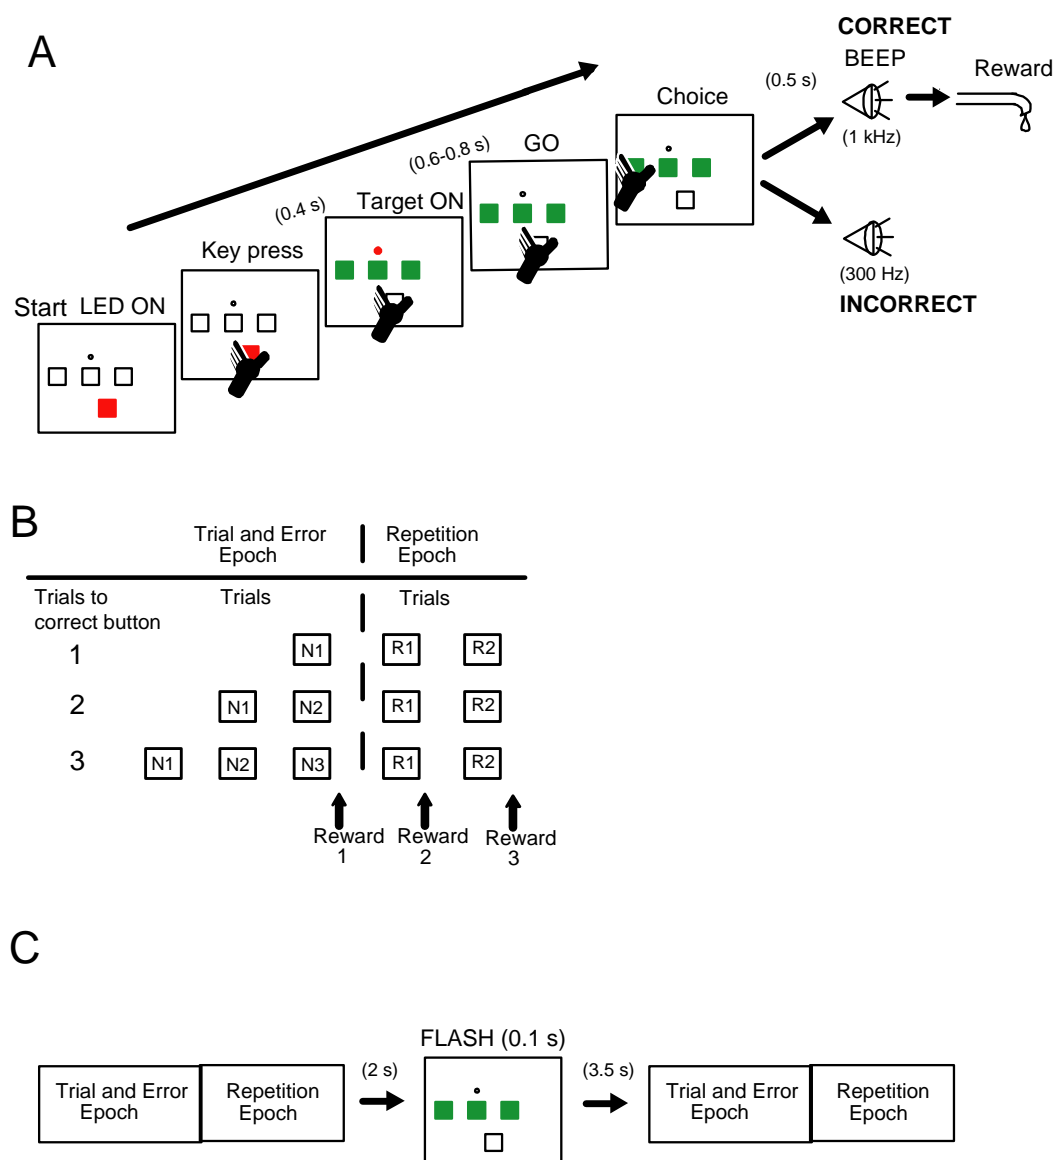 A
CORRECT
BEEP
Reward
(0.5 s)
(1 kHz)
Choice
GO
(0.6-0.8 s)
Target ON
(0.4 s)
Key press
Start LED ON
(300 Hz)
INCORRECT
B
Trial and Error
Epoch
Repetition
Epoch
Trials to
correct button
Trials
Trials
1
N1
R1
R2
2
N1
N2
R1
R2
3
N1
N2
N3
R1
R2
Reward
1
Reward
2
Reward
3
C
Trial and Error
Epoch
Repetition
Epoch
(2 s)
FLASH (0.1 s)
(3.5 s)
Trial and Error
Epoch
Repetition
Epoch